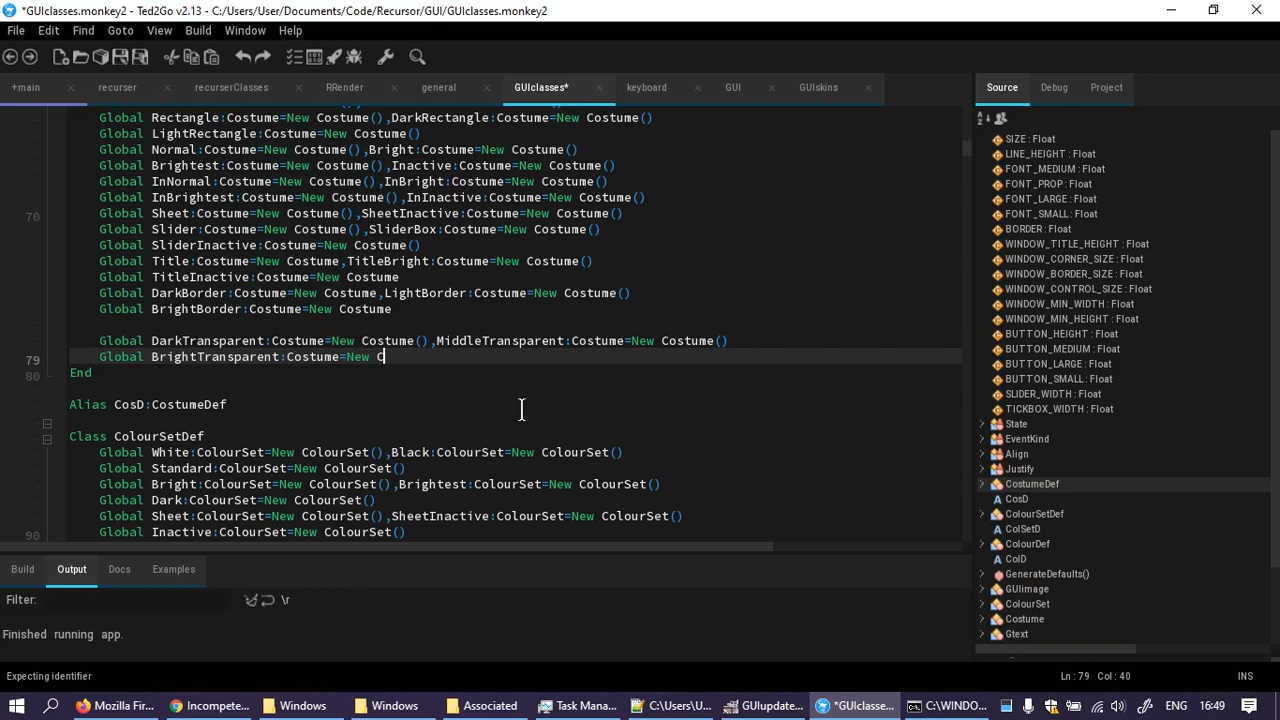 *GUIclasses.monkey2 - Ted2Go v2.13 - C:/Users/User/Documents/Code/Recursor/GUI/GUIclasses.monkey2
File Edit Find Goto View Build Window Help
+main recurser recurserClasses RRender general GUIclasses* keyboard GUI GUIskins
Source Debug Project
Global Rectangle:Costume=New Costume(),DarkRectangle:Costume=New Costume()
Global LightRectangle:Costume=New Costume()
Global Normal:Costume=New Costume(),Bright:Costume=New Costume()
Global Brightest:Costume=New Costume(),Inactive:Costume=New Costume()
Global InNormal:Costume=New Costume(),InBright:Costume=New Costume()
Global InBrightest:Costume=New Costume(),InInactive:Costume=New Costume()
70 Global Sheet:Costume=New Costume(),SheetInactive:Costume=New Costume()
Global Slider:Costume=New Costume(),SliderBox:Costume=New Costume()
Global SliderInactive:Costume=New Costume()
Global Title:Costume=New Costume,TitleBright:Costume=New Costume()
Global TitleInactive:Costume=New Costume
Global DarkBorder:Costume=New Costume,LightBorder:Costume=New Costume()
Global BrightBorder:Costume=New Costume
Global DarkTransparent:Costume=New Costume(),MiddleTransparent:Costume=New Costume()
79 Global BrightTransparent:Costume=New C
80 End
Alias CosD:CostumeDef
Class ColourSetDef
Global White:ColourSet=New ColourSet(),Black:ColourSet=New ColourSet()
Global Standard:ColourSet=New ColourSet()
Global Bright:ColourSet=New ColourSet(),Brightest:ColourSet=New ColourSet()
Global Dark:ColourSet=New ColourSet()
Global Sheet:ColourSet=New ColourSet(),SheetInactive:ColourSet=New ColourSet()
90 Global Inactive:ColourSet=New ColourSet()
SIZE : Float
LINE_HEIGHT : Float
FONT_MEDIUM : Float
FONT_PROP : Float
FONT_LARGE : Float
FONT_SMALL : Float
BORDER : Float
WINDOW_TITLE_HEIGHT : Float
WINDOW_CORNER_SIZE : Float
WINDOW_BORDER_SIZE : Float
WINDOW_CONTROL_SIZE : Float
WINDOW_MIN_WIDTH : Float
WINDOW_MIN_HEIGHT : Float
BUTTON_HEIGHT : Float
BUTTON_MEDIUM : Float
BUTTON_LARGE : Float
BUTTON_SMALL : Float
SLIDER_WIDTH : Float
TICKBOX_WIDTH : Float
State
EventKind
Align
Justify
CostumeDef
CosD
ColourSetDef
ColSetD
ColourDef
ColD
GenerateDefaults()
GUIimage
ColourSet
Costume
Gtext
Build Output Docs Examples
Filter: \r
Finished running app.
Expecting identifier Ln : 79 Col : 40 INS
Mozilla Fir... Incompete... Windows Windows Associated Task Mana... C:\Users\U... GUIupdate... *GUIclasse... C:\WINDO... ENG 16:49